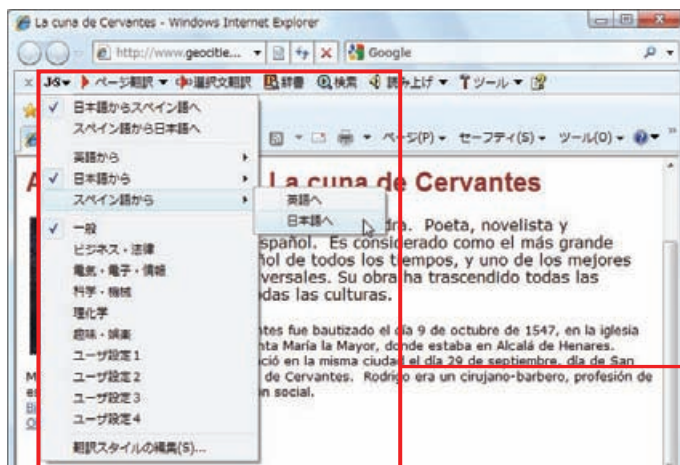 La cuna de Cervantes - Windows Internet Explorer
http://www.geocitie...
Google
J→S ページ翻訳 選択文翻訳 辞書 検索 読み上げ ツール
日本語からスペイン語へ
スペイン語から日本語へ
ページ(P) セーフティ(S) ツール(O)
英語から
日本語から
スペイン語から
英語へ
日本語へ
A La cuna de Cervantes
一般
ビジネス・法律
電気・電子・情報
科学・機械
理化学
趣味・娯楽
ユーザ設定1
ユーザ設定2
ユーザ設定3
ユーザ設定4
翻訳スタイルの編集(S)...
dra. Poeta, novelista y
spañol. Es considerado como el más grande
ñol de todos los tiempos, y uno de los mejores
versales. Su obra ha trascendido todas las
odas las culturas.
ntes fue bautizado el día 9 de octubre de 1547, en la iglesia
nta María la Mayor, donde estaba en Alcalá de Henares.
ció en la misma ciudad el día 29 de septiembre, día de San
M de Cervantes. Rodrigo era un cirujano-barbero, profesión de
es n social.